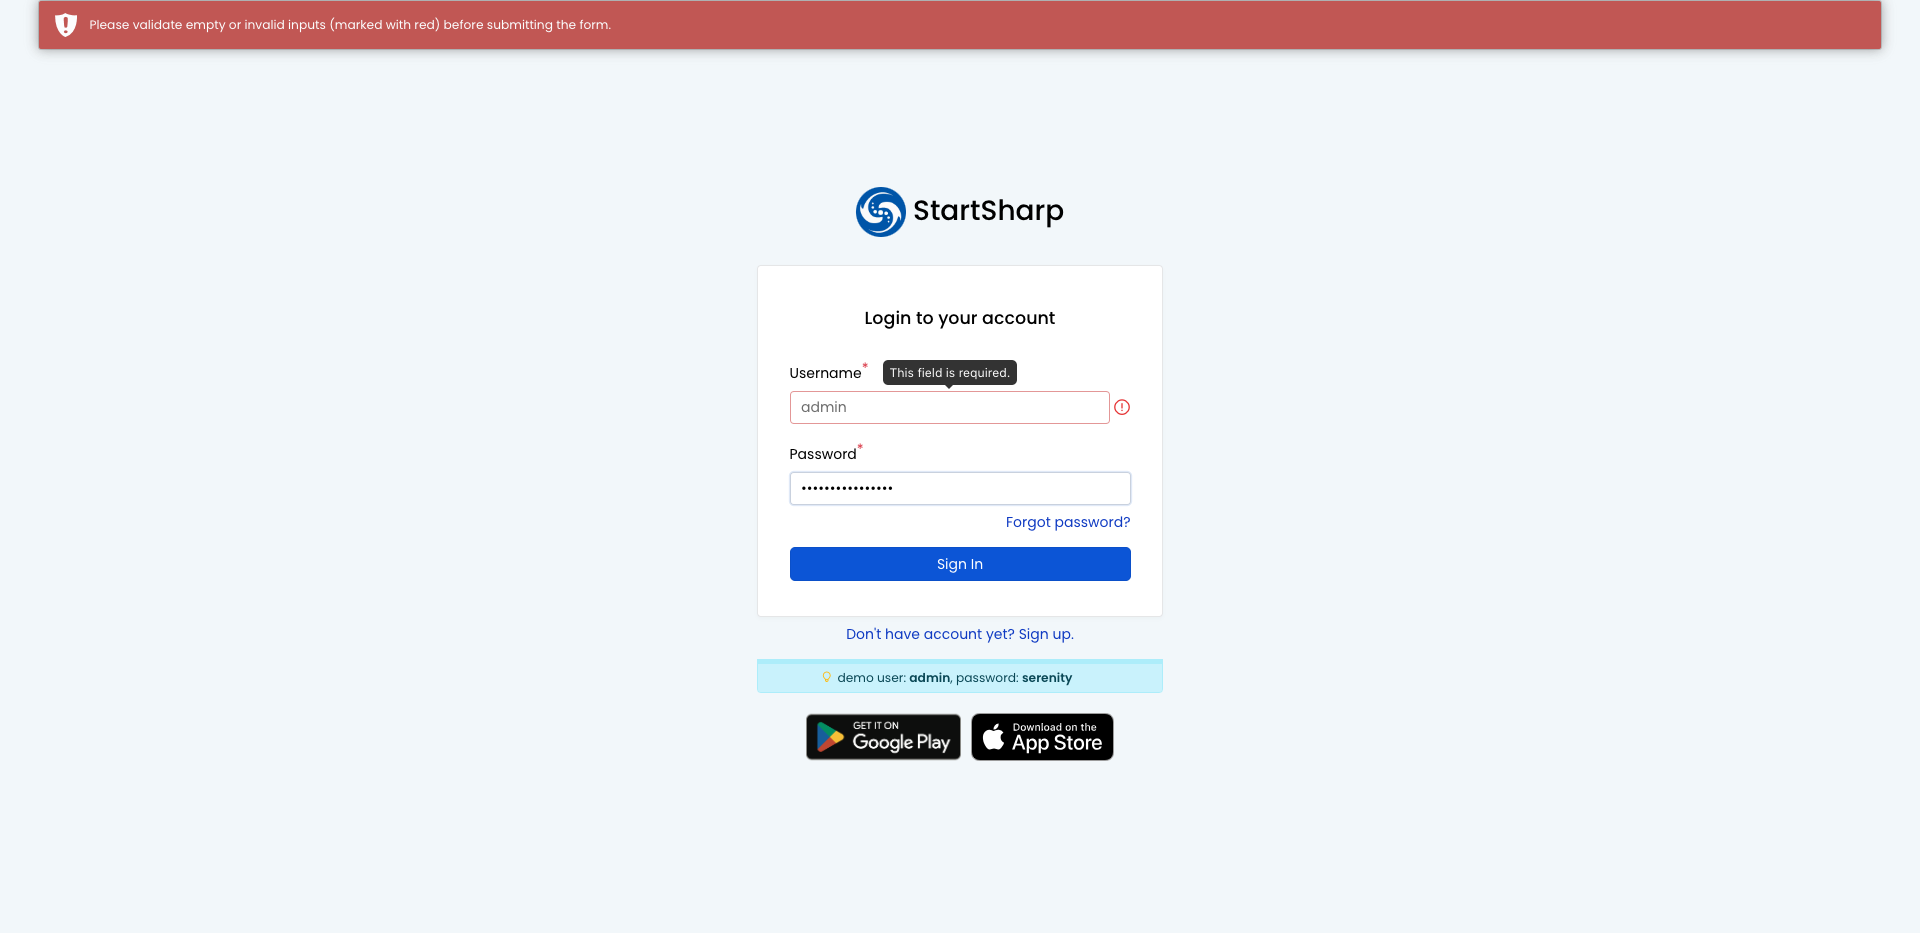 Please validate empty or invalid inputs (marked with red) before submitting the form.
StartSharp
Login to your account
Username*
This field is required.
admin
Password*
••••••••••••••••
Forgot password?
Sign In
Don't have account yet? Sign up.
demo user: admin, password: serenity
GET IT ON
Google Play
Download on the
App Store